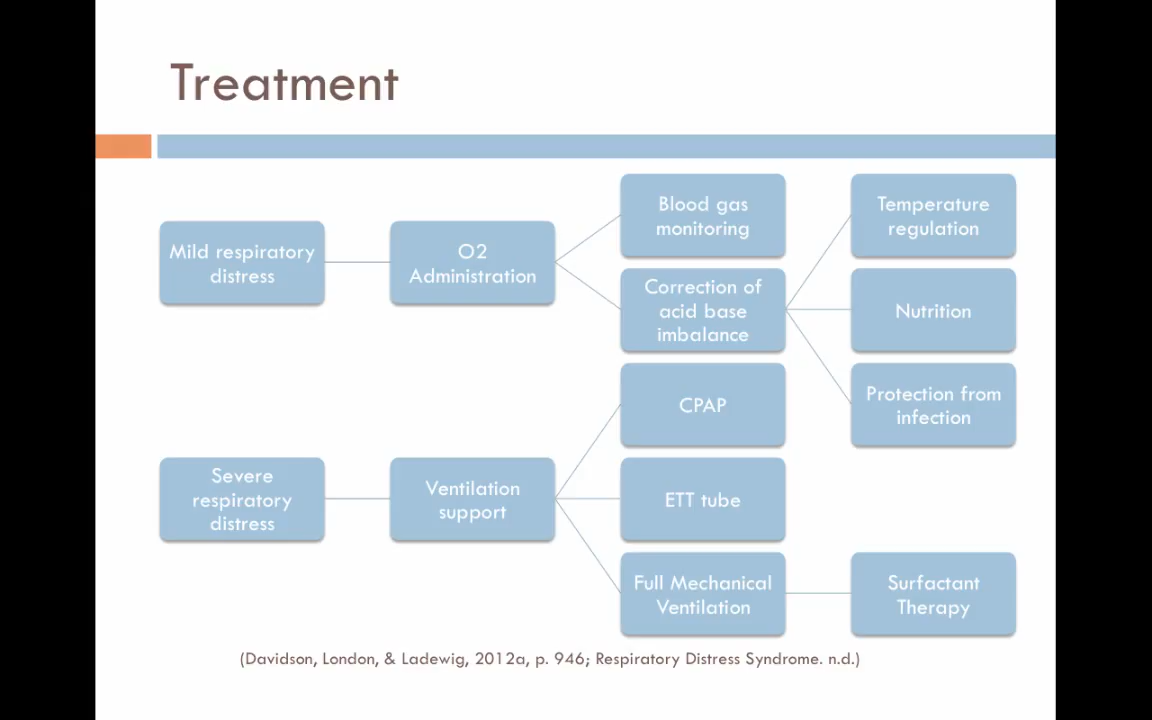 Treatment
Mild respiratory
distress
O2
Administration
Blood gas
monitoring
Correction of
acid base
imbalance
Temperature
regulation
Nutrition
Protection from
infection
Severe
respiratory
distress
Ventilation
support
CPAP
ETT tube
Full Mechanical
Ventilation
Surfactant
Therapy
(Davidson, London, & Ladewig, 2012a, p. 946; Respiratory Distress Syndrome. n.d.)